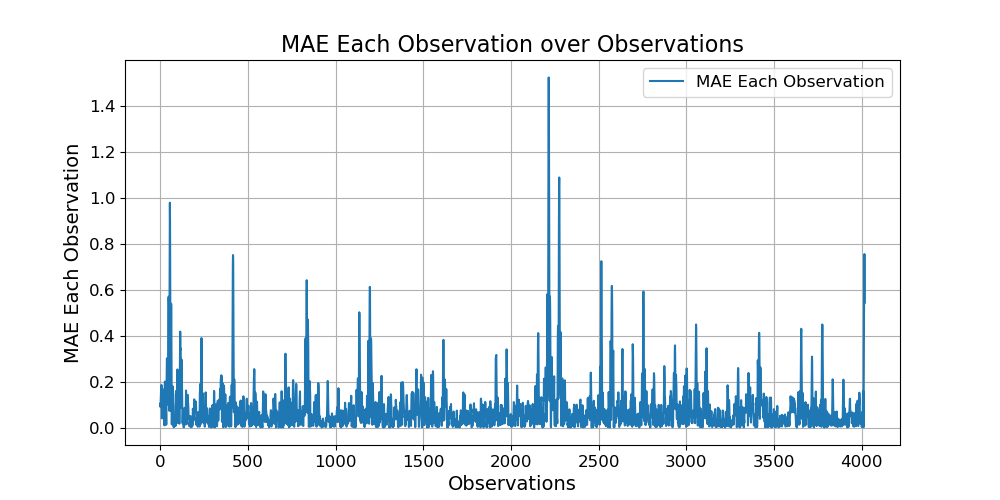 MAE Each Observation over Observations
MAE Each Observation
MAE Each Observation
1.4
1.2
1.0
0.8
0.6
0.4
0.2
0.0
0 500 1000 1500 2000 2500 3000 3500 4000
Observations